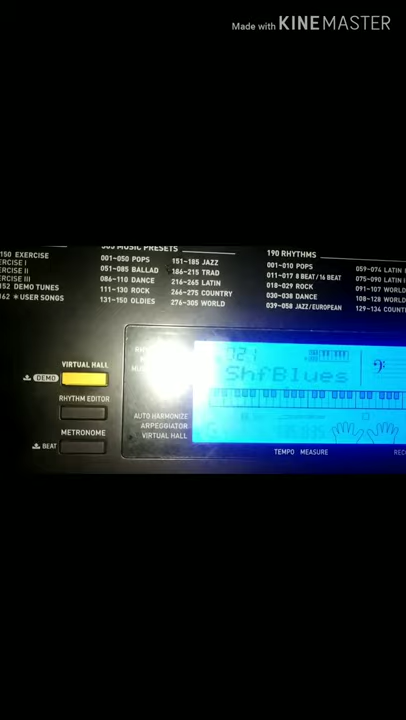 Made with KINEMASTER
150 EXERCISE
ERCISE I
ERCISE II
ERCISE III
152 DEMO TUNES
162 ✳USER SONGS
305 MUSIC PRESETS
001~050 POPS
051~085 BALLAD
086~110 DANCE
111~130 ROCK
131~150 OLDIES
151~185 JAZZ
186~215 TRAD
216~265 LATIN
266~275 COUNTRY
276~305 WORLD
190 RHYTHMS
001~010 POPS
011~017 8 BEAT/16 BEAT
018~029 ROCK
030~038 DANCE
039~058 JAZZ/EUROPEAN
059~074 LATIN
075~090 LATIN
091~107 WORLD
108~128 WORLD
129~134 COUNT
VIRTUAL HALL
DEMO
RHYTHM EDITOR
METRONOME
BEAT
021
ShfBlues
AUTO HARMONIZE
ARPEGGIATOR
VIRTUAL HALL
TEMPO MEASURE
REC